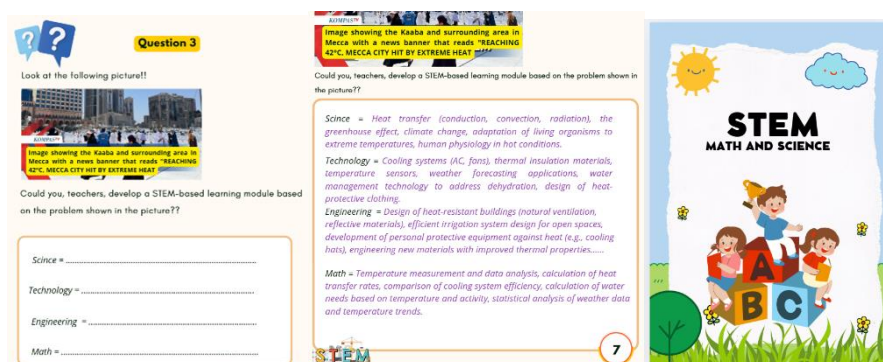 Question 3
Look at the following picture!!
KOMPAS
Image showing the Kaaba and surrounding area in
Mecca with a news banner that reads "REACHING
42°C, MECCA CITY HIT BY EXTREME HEAT
Could you, teachers, develop a STEM-based learning module based
on the problem shown in the picture??
Scince = ........................................................................
Technology = ........................................................................
Engineering = ........................................................................
Math = ........................................................................
KOMPAS
Image showing the Kaaba and surrounding area in
Mecca with a news banner that reads "REACHING
42°C, MECCA CITY HIT BY EXTREME HEAT
Could you, teachers, develop a STEM-based learning module based on the problem shown in
the picture??
Scince = Heat transfer (conduction, convection, radiation), the
greenhouse effect, climate change, adaptation of living organisms to
extreme temperatures, human physiology in hot conditions.
Technology = Cooling systems (AC, fans), thermal insulation materials,
temperature sensors, weather forecasting applications, water
management technology to address dehydration, design of heat-
protective clothing.
Engineering = Design of heat-resistant buildings (natural ventilation,
reflective materials), efficient irrigation system design for open spaces,
development of personal protective equipment against heat (e.g., cooling
hats), engineering new materials with improved thermal properties......
Math = Temperature measurement and data analysis, calculation of heat
transfer rates, comparison of cooling system efficiency, calculation of water
needs based on temperature and activity, statistical analysis of weather data
and temperature trends.
STEM
7
STEM
MATH AND SCIENCE
A
B C